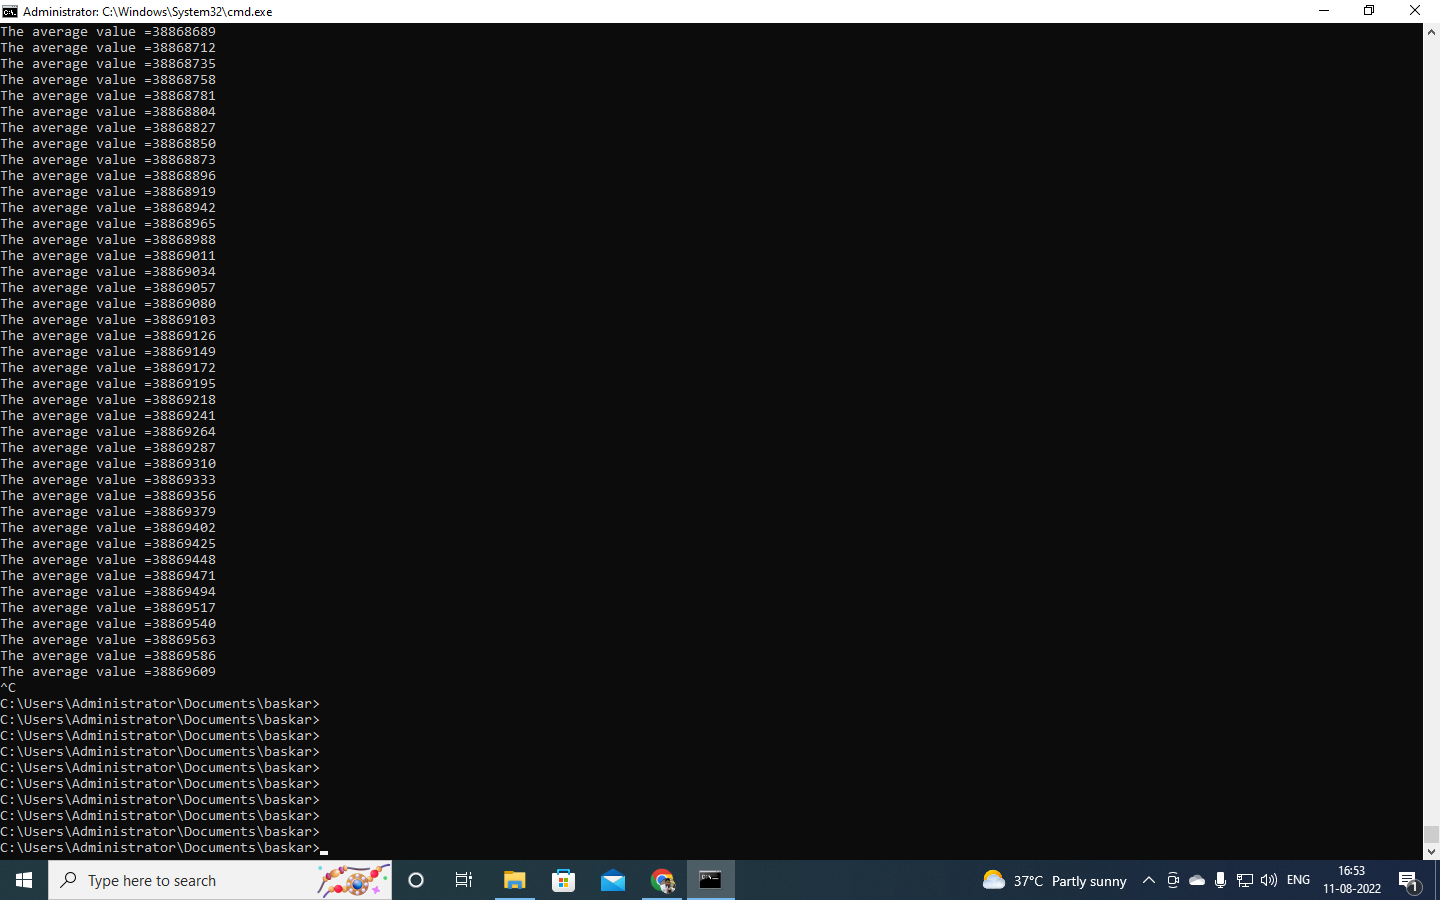 Administrator: C:\Windows\System32\cmd.exe
The average value =38868689
The average value =38868712
The average value =38868735
The average value =38868758
The average value =38868781
The average value =38868804
The average value =38868827
The average value =38868850
The average value =38868873
The average value =38868896
The average value =38868919
The average value =38868942
The average value =38868965
The average value =38868988
The average value =38869011
The average value =38869034
The average value =38869057
The average value =38869080
The average value =38869103
The average value =38869126
The average value =38869149
The average value =38869172
The average value =38869195
The average value =38869218
The average value =38869241
The average value =38869264
The average value =38869287
The average value =38869310
The average value =38869333
The average value =38869356
The average value =38869379
The average value =38869402
The average value =38869425
The average value =38869448
The average value =38869471
The average value =38869494
The average value =38869517
The average value =38869540
The average value =38869563
The average value =38869586
The average value =38869609
^C
C:\Users\Administrator\Documents\baskar>
C:\Users\Administrator\Documents\baskar>
C:\Users\Administrator\Documents\baskar>
C:\Users\Administrator\Documents\baskar>
C:\Users\Administrator\Documents\baskar>
C:\Users\Administrator\Documents\baskar>
C:\Users\Administrator\Documents\baskar>
C:\Users\Administrator\Documents\baskar>
C:\Users\Administrator\Documents\baskar>
C:\Users\Administrator\Documents\baskar>
Type here to search
37°C Partly sunny
ENG
16:53
11-08-2022
1